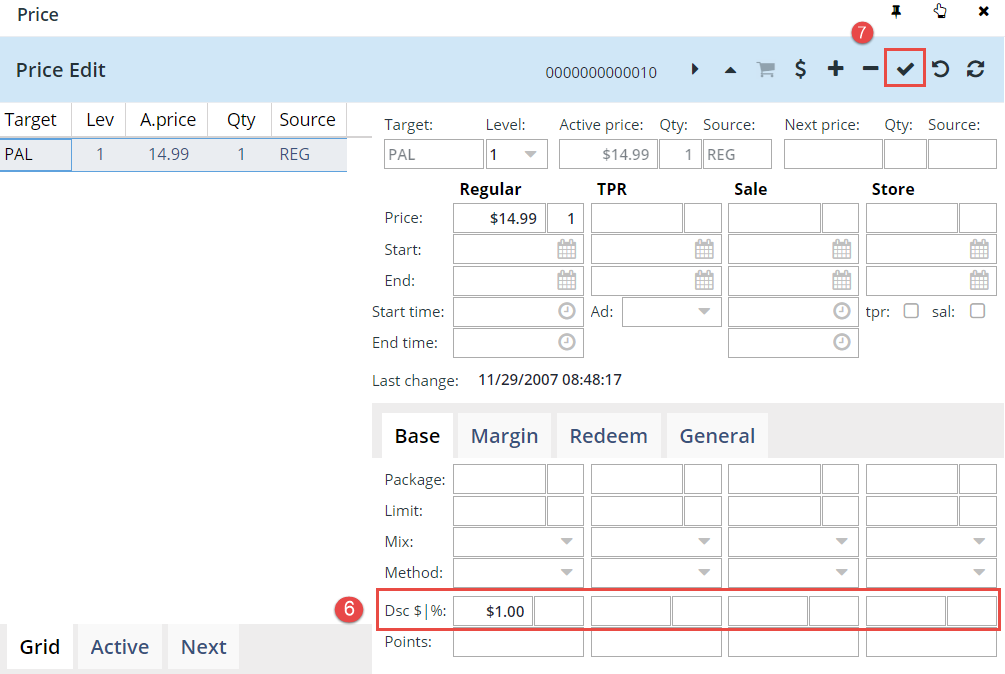 Price
7
Price Edit 0000000000010 $
Target Lev A.price Qty Source
PAL 1 14.99 1 REG
Target: Level: Active price: Qty: Source: Next price: Qty: Source:
PAL 1 $14.99 1 REG
Regular TPR Sale Store
Price: $14.99 1
Start:
End:
Start time: Ad: tpr: sal:
End time:
Last change: 11/29/2007 08:48:17
Base Margin Redeem General
Package:
Limit:
Mix:
Method:
6 Dsc $|%: $1.00
Points:
Grid Active Next